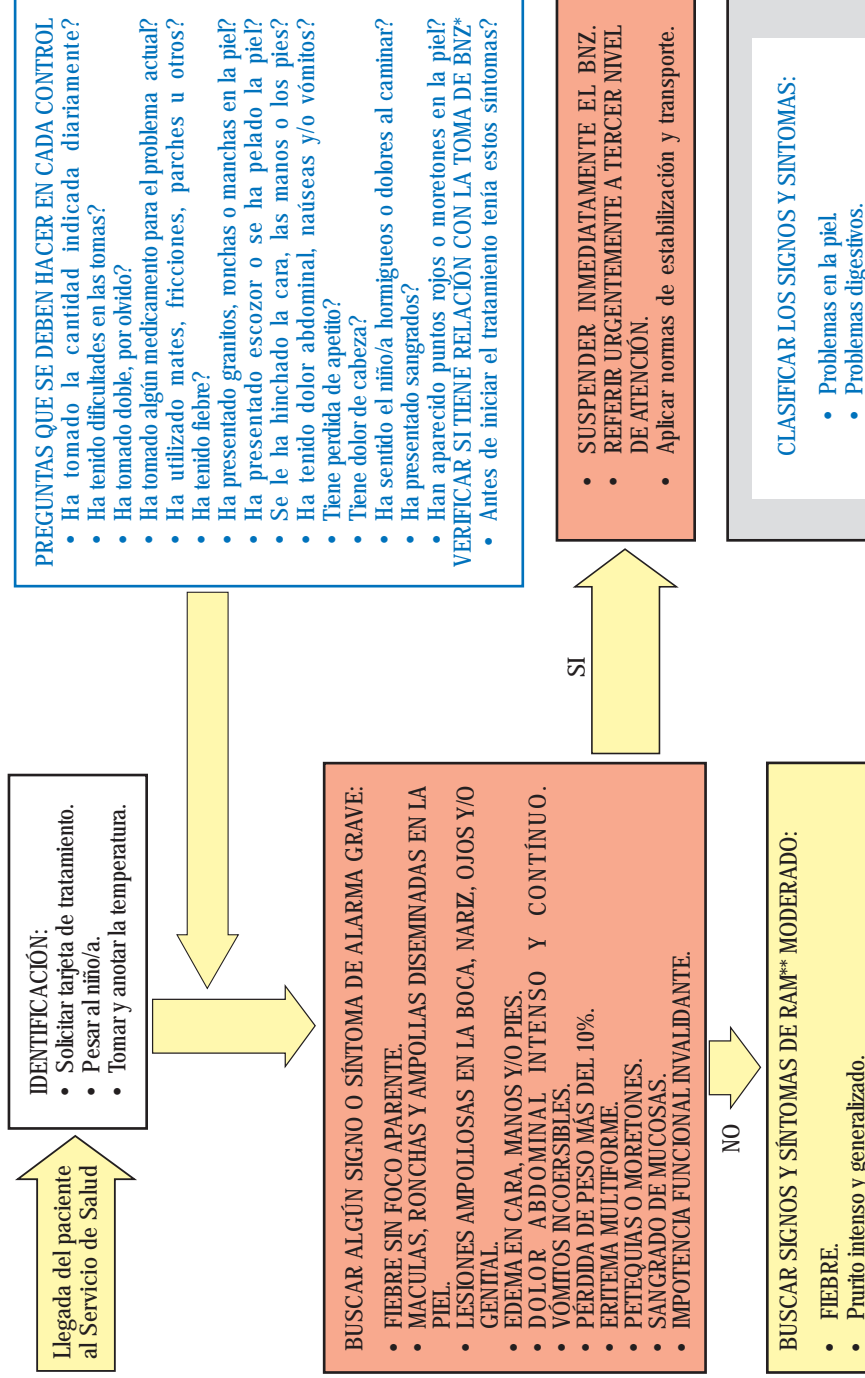 Llegada del paciente
al Servicio de Salud
IDENTIFICACIÓN:
• Solicitar tarjeta de tratamiento.
• Pesar al niño/a.
• Tomar y anotar la temperatura.
PREGUNTAS QUE SE DEBEN HACER EN CADA CONTROL
• Ha tomado la cantidad indicada diariamente?
• Ha tenido dificultades en las tomas?
• Ha tomado doble, por olvido?
• Ha tomado algún medicamento para el problema actual?
• Ha utilizado mates, fricciones, parches u otros?
• Ha tenido fiebre?
• Ha presentado granitos, ronchas o manchas en la piel?
• Ha presentado escozor o se ha pelado la piel?
• Se le ha hinchado la cara, las manos o los pies?
• Ha tenido dolor abdominal, naúseas y/o vómitos?
• Tiene perdida de apetito?
• Tiene dolor de cabeza?
• Ha sentido el niño/a hormigueos o dolores al caminar?
• Ha presentado sangrados?
• Han aparecido puntos rojos o moretones en la piel?
VERIFICAR SI TIENE RELACIÓN CON LA TOMA DE BNZ*
• Antes de iniciar el tratamiento tenía estos síntomas?
BUSCAR ALGÚN SIGNO O SÍNTOMA DE ALARMA GRAVE:
• FIEBRE SIN FOCO APARENTE.
• MACULAS, RONCHAS Y AMPOLLAS DISEMINADAS EN LA
PIEL.
• LESIONES AMPOLLOSAS EN LA BOCA, NARIZ, OJOS Y/O
GENITAL.
• EDEMA EN CARA, MANOS Y/O PIES.
• DOLOR ABDOMINAL INTENSO Y CONTÍNUO.
• VÓMITOS INCOERSIBLES.
• PÉRDIDA DE PESO MÁS DEL 10%.
• ERITEMA MULTIFORME.
• PETEQUIAS O MORETONES.
• SANGRADO DE MUCOSAS.
• IMPOTENCIA FUNCIONAL INVALIDANTE.
SI
• SUSPENDER INMEDIATAMENTE EL BNZ.
• REFERIR URGENTEMENTE A TERCER NIVEL
DE ATENCIÓN.
• Aplicar normas de estabilización y transporte.
NO
BUSCAR SIGNOS Y SÍNTOMAS DE RAM** MODERADO:
• FIEBRE.
• Prurito intenso y generalizado.
CLASIFICAR LOS SIGNOS Y SINTOMAS:
• Problemas en la piel.
• Problemas digestivos.